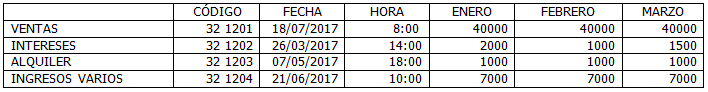 CÓDIGO FECHA HORA ENERO FEBRERO MARZO
VENTAS 32 1201 18/07/2017 8:00 40000 40000 40000
INTERESES 32 1202 26/03/2017 14:00 2000 1000 1500
ALQUILER 32 1203 07/05/2017 18:00 1000 1000 1000
INGRESOS VARIOS 32 1204 21/06/2017 10:00 7000 7000 7000